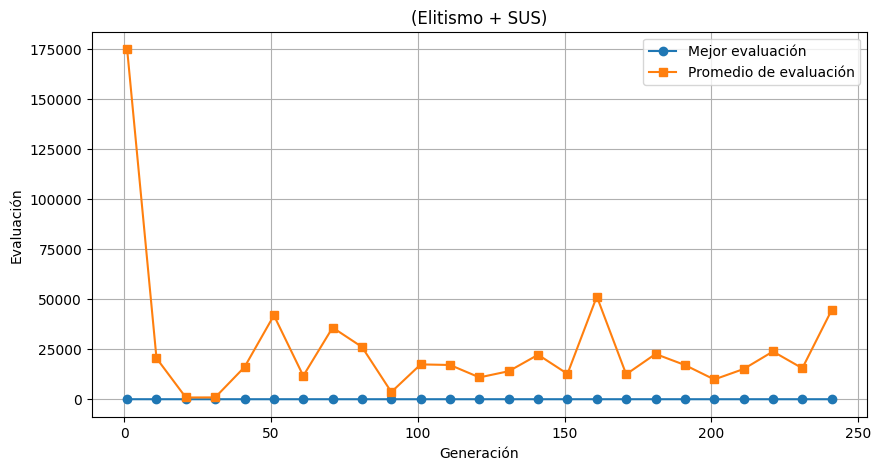 (Elitismo + SUS)
Mejor evaluación
Promedio de evaluación
Evaluación
175000
150000
125000
100000
75000
50000
25000
0
0 50 100 150 200 250
Generación